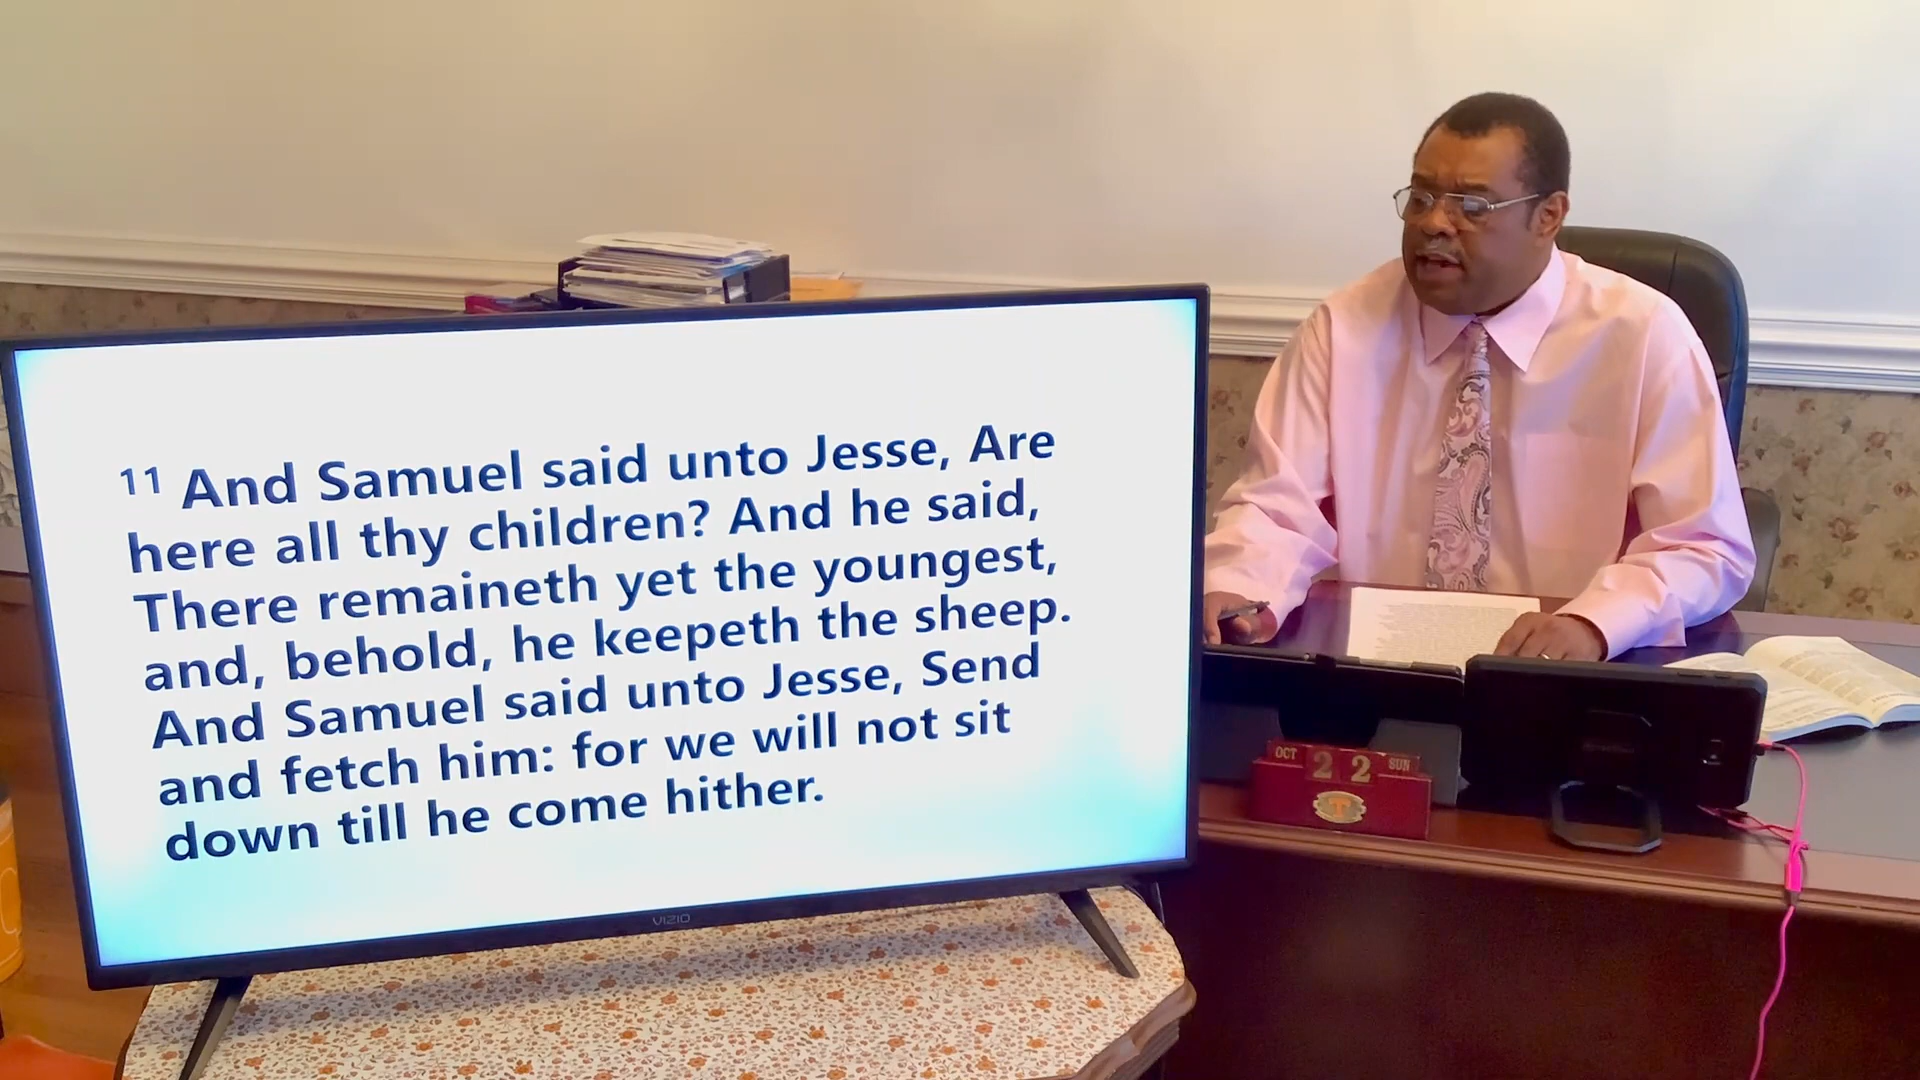 11 And Samuel said unto Jesse, Are
here all thy children? And he said,
There remaineth yet the youngest,
and, behold, he keepeth the sheep.
And Samuel said unto Jesse, Send
and fetch him: for we will not sit
down till he come hither.
VIZIO
OCT 22 SUN
T